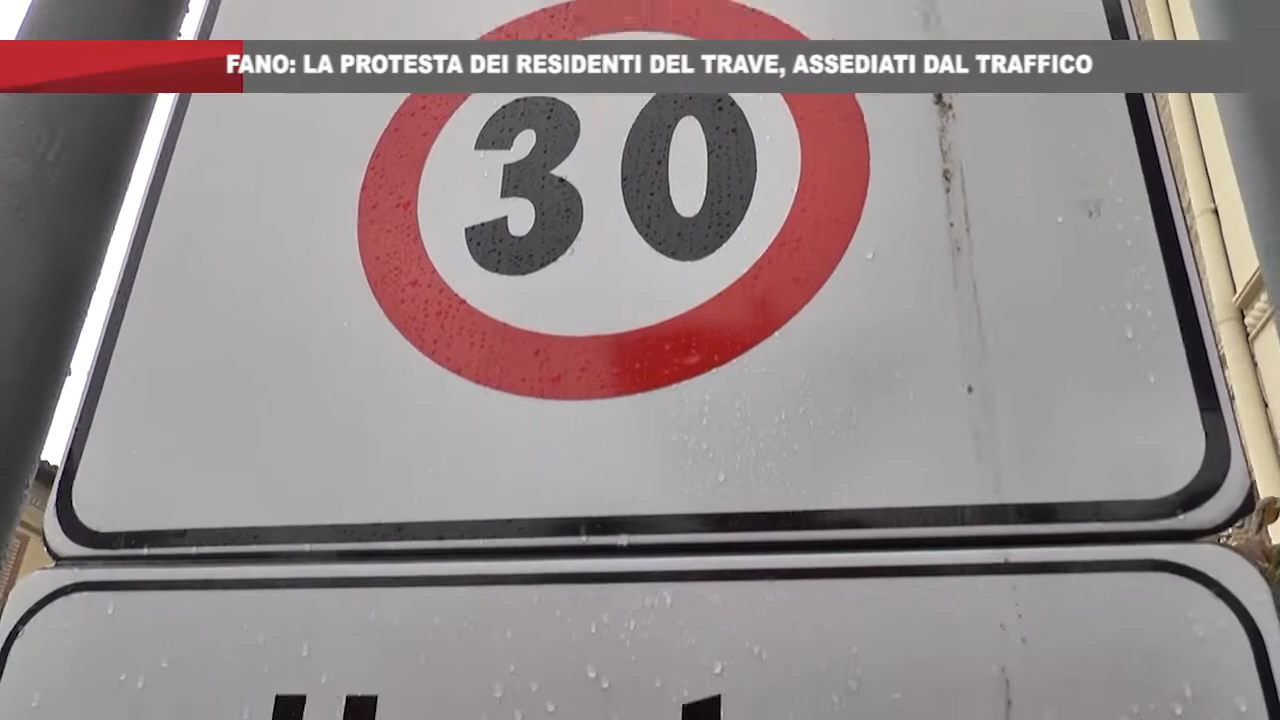 FANO: LA PROTESTA DEI RESIDENTI DEL TRAVE, ASSEDIATI DAL TRAFFICO
30